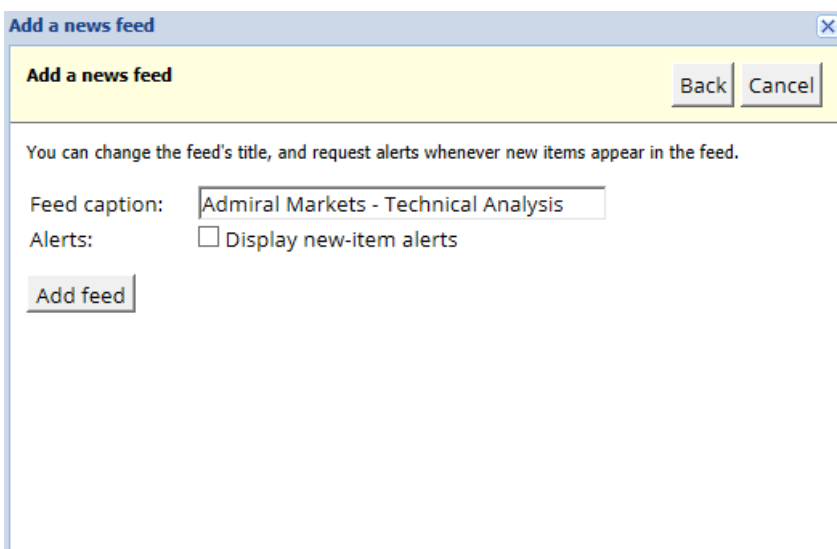 Add a news feed
Add a news feed
Back Cancel
You can change the feed's title, and request alerts whenever new items appear in the feed.
Feed caption: Admiral Markets - Technical Analysis
Alerts: Display new-item alerts
Add feed